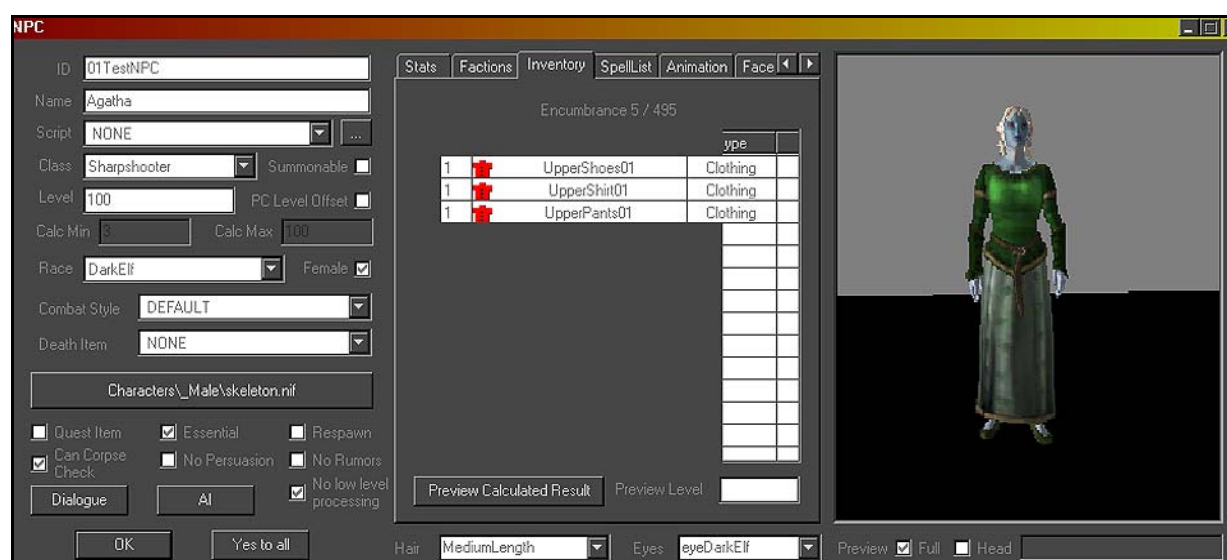 NPC
ID 01TestNPC
Name Agatha
Script NONE ...
Class Sharpshooter Summonable
Level 100 PC Level Offset
Calc Min 3 Calc Max 100
Race DarkElf Female
Combat Style DEFAULT
Death Item NONE
Characters\_Male\skeleton.nif
Quest Item Essential Respawn
Can Corpse Check No Persuasion No Rumors
Dialogue AI No low level processing
OK Yes to all
Stats Factions Inventory SpellList Animation Face
Encumbrance 5 / 495
ype
1 UpperShoes01 Clothing
1 UpperShirt01 Clothing
1 UpperPants01 Clothing
Preview Calculated Result Preview Level
Hair MediumLength Eyes eyeDarkElf Preview Full Head